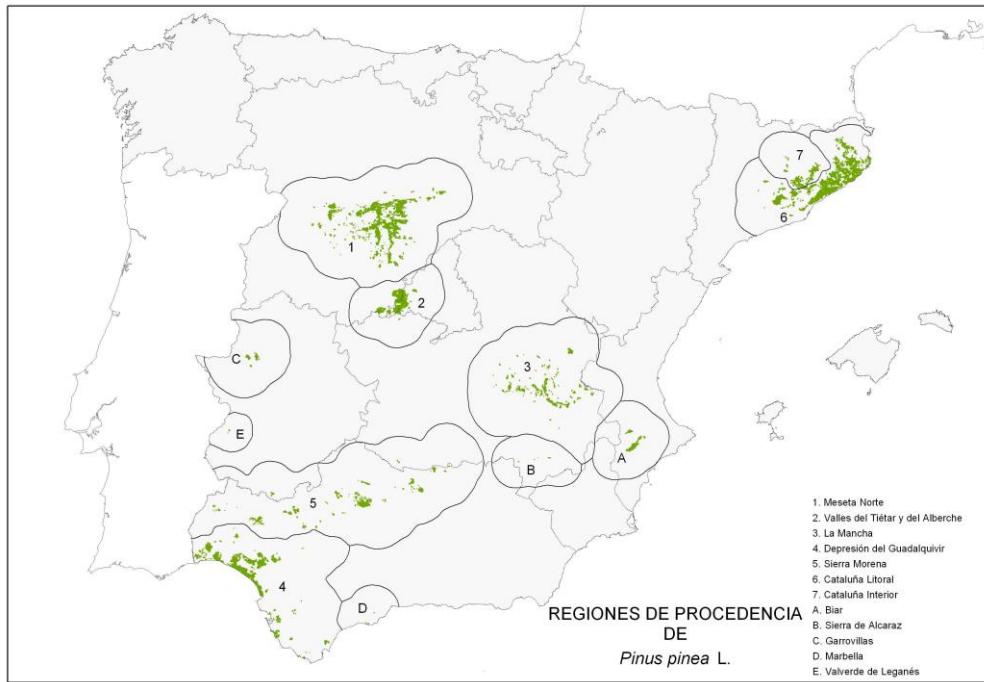 7
6
1
2
C
3
E
A
B
5
4
D
REGIONES DE PROCEDENCIA
DE
Pinus pinea L.
1. Meseta Norte
2. Valles del Tiétar y del Alberche
3. La Mancha
4. Depresión del Guadalquivir
5. Sierra Morena
6. Cataluña Litoral
7. Cataluña Interior
A. Biar
B. Sierra de Alcaraz
C. Garrovillas
D. Marbella
E. Valverde de Leganés